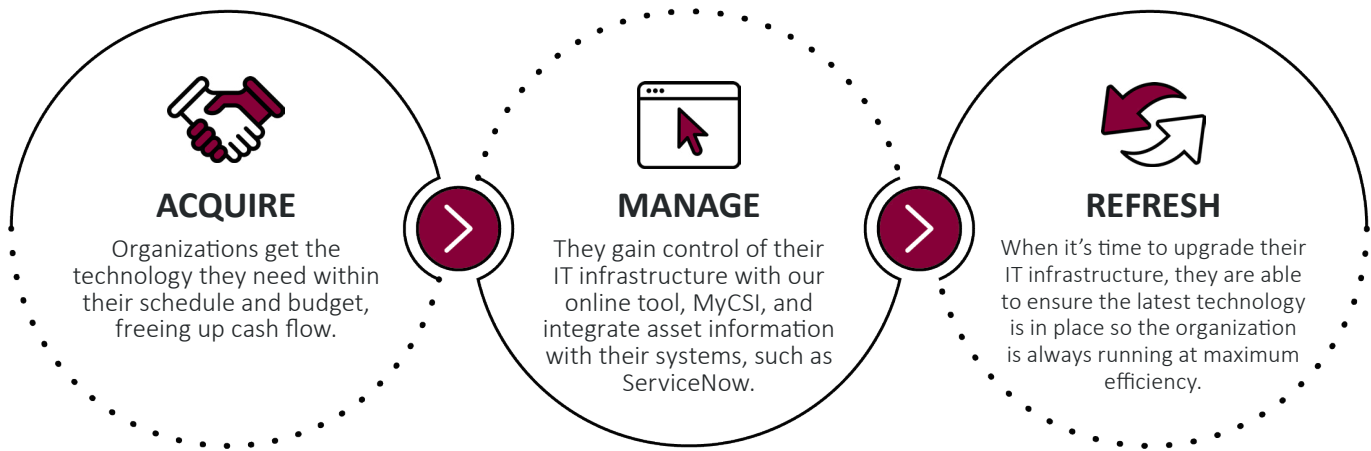 ACQUIRE
Organizations get the
technology they need within
their schedule and budget,
freeing up cash flow.
MANAGE
They gain control of their
IT infrastructure with our
online tool, MyCSI, and
integrate asset information
with their systems, such as
ServiceNow.
REFRESH
When it’s time to upgrade their
IT infrastructure, they are able
to ensure the latest technology
is in place so the organization
is always running at maximum
efficiency.